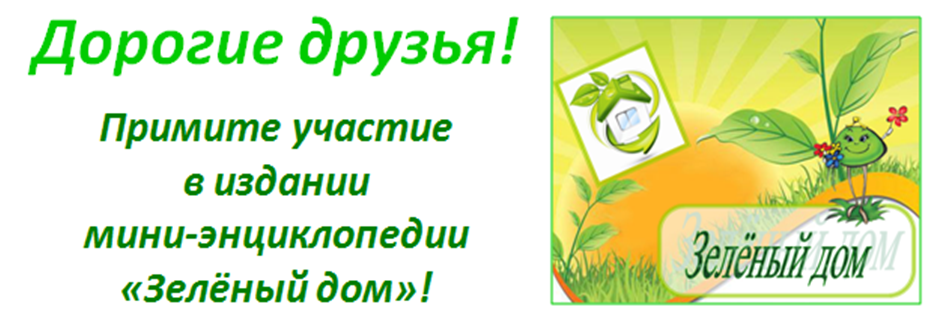 Дорогие друзья!
Примите участие
в издании
мини-энциклопедии
«Зелёный дом»!
Зелёный дом